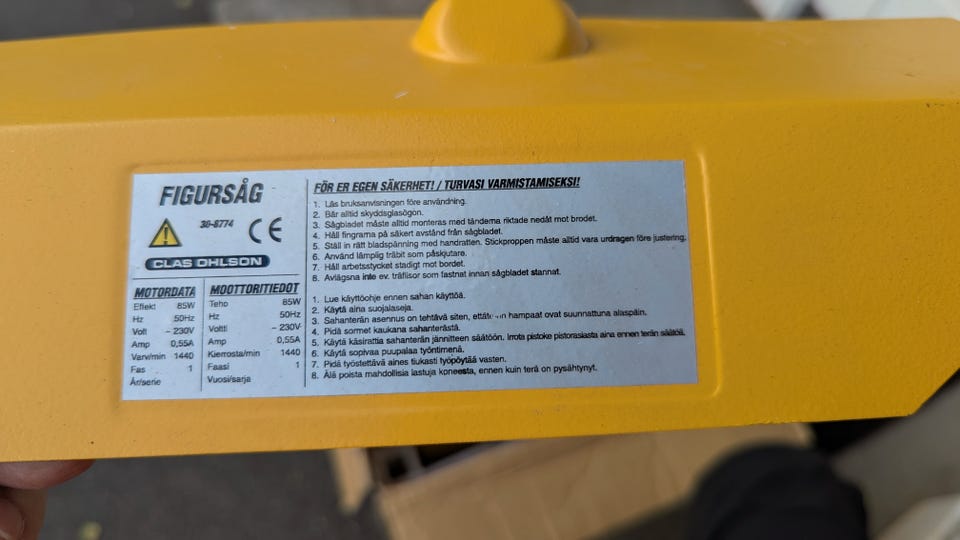 FIGURSÅG
36-8774
CE
CLAS OHLSON
MOTORDATA
Effekt 85W
Hz 50Hz
Volt ~ 230V
Amp 0,55A
Varv/min 1440
Fas 1
År/serie
MOOTTORITIEDOT
Teho 85W
Hz 50Hz
Voltti ~ 230V
Amp 0,55A
Kierrosta/min 1440
Faasi 1
Vuosi/sarja
FÖR ER EGEN SÄKERHET! / TURVASI VARMISTAMISEKSI!
1. Läs bruksanvisningen före användning.
2. Bär alltid skyddsglasögon.
3. Sågbladet måste alltid monteras med tänderna riktade nedåt mot brodet.
4. Håll fingrarna på säkert avstånd från sågbladet.
5. Ställ in rätt bladspänning med handratten. Stickproppen måste alltid vara urdragen före justering.
6. Använd lämplig träbit som påskjutare.
7. Håll arbetsstycket stadigt mot bordet.
8. Avlägsna inte ev. träflisor som fastnat innan sågbladet stannat.
1. Lue käyttöohje ennen sahan käyttöä.
2. Käytä aina suojalaseja.
3. Sahanterän asennus on tehtävä siten, että hampaat ovat suunnattuna alaspäin.
4. Pidä sormet kaukana sahanterästä.
5. Käytä käsirattia sahanterän jännitteen säätöön. Irrota pistoke pistorasiasta aina ennen terän säätöä.
6. Käytä sopivaa puupalaa työntimenä.
7. Pidä työstettävä aines tiukasti työpöytää vasten.
8. Älä poista mahdollisia lastuja koneesta, ennen kuin terä on pysähtynyt.